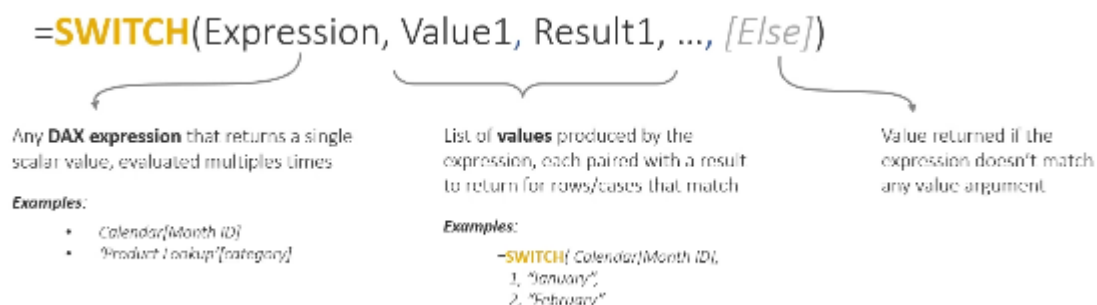 =SWITCH(Expression, Value1, Result1, ..., [Else])
Any DAX expression that returns a single
scalar value, evaluated multiples times
Examples:
• Calendar[Month ID]
• 'Product Lookup'[category]
List of values produced by the
expression, each paired with a result
to return for rows/cases that match
Examples:
=SWITCH( Calendar[Month ID],
1, "January",
2, "February"
Value returned if the
expression doesn't match
any value argument